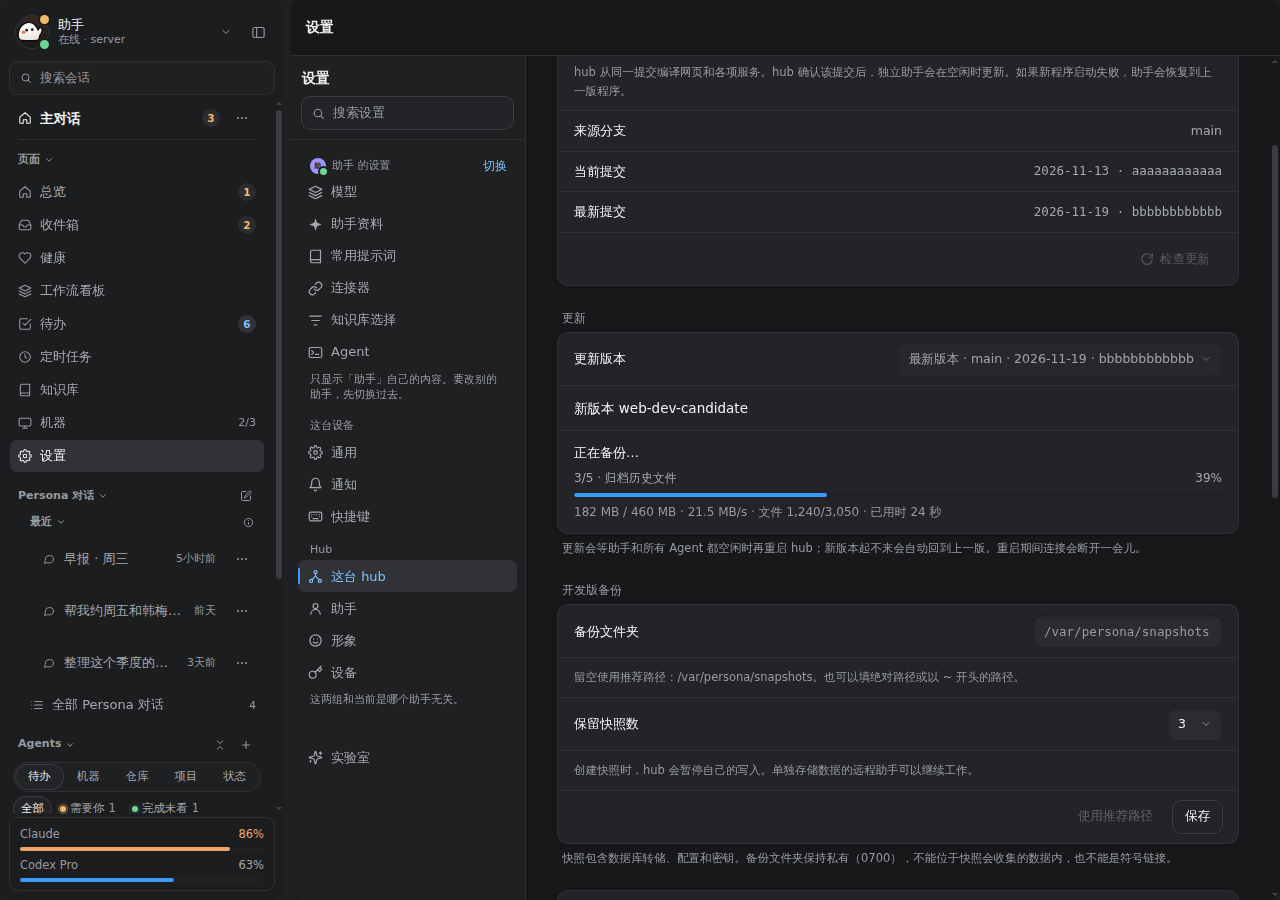 助手
在线 · server
搜索会话
主对话
3
页面
总览
1
收件箱
2
健康
工作流看板
待办
6
定时任务
知识库
机器
2/3
设置
Persona 对话
最近
早报 · 周三
5小时前
帮我约周五和韩梅…
前天
整理这个季度的…
3天前
全部 Persona 对话
4
Agents
待办 机器 仓库 项目 状态
全部 需要你 1 完成未看 1
Claude
86%
Codex Pro
63%
设置
设置
搜索设置
助手 的设置
切换
模型
助手资料
常用提示词
连接器
知识库选择
Agent
只显示「助手」自己的内容。要改别的
助手，先切换过去。
这台设备
通用
通知
快捷键
Hub
这台 hub
助手
形象
设备
这两组和当前是哪个助手无关。
实验室
hub 从同一提交编译网页和各项服务。hub 确认该提交后，独立助手会在空闲时更新。如果新程序启动失败，助手会恢复到上
一版程序。
来源分支
main
当前提交
2026-11-13 · aaaaaaaaaaaa
最新提交
2026-11-19 · bbbbbbbbbbbb
检查更新
更新
更新版本
最新版本 · main · 2026-11-19 · bbbbbbbbbbbb
新版本 web-dev-candidate
正在备份…
3/5 · 归档历史文件
39%
182 MB / 460 MB · 21.5 MB/s · 文件 1,240/3,050 · 已用时 24 秒
更新会等助手和所有 Agent 都空闲时再重启 hub；新版本起不来会自动回到上一版。重启期间连接会断开一会儿。
开发版备份
备份文件夹
/var/persona/snapshots
留空使用推荐路径：/var/persona/snapshots。也可以填绝对路径或以 ~ 开头的路径。
保留快照数
3
创建快照时，hub 会暂停自己的写入。单独存储数据的远程助手可以继续工作。
使用推荐路径
保存
快照包含数据库转储、配置和密钥。备份文件夹保持私有（0700），不能位于快照会收集的数据内，也不能是符号链接。